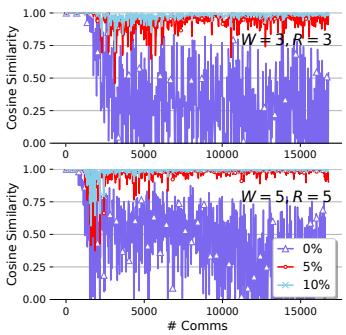 1.00
0.75
0.50
0.25
0.00
Cosine Similarity
W = 3, R = 3
0 5000 10000 15000
1.00
0.75
0.50
0.25
0.00
Cosine Similarity
W = 5, R = 5
0%
5%
10%
0 5000 10000 15000
# Comms